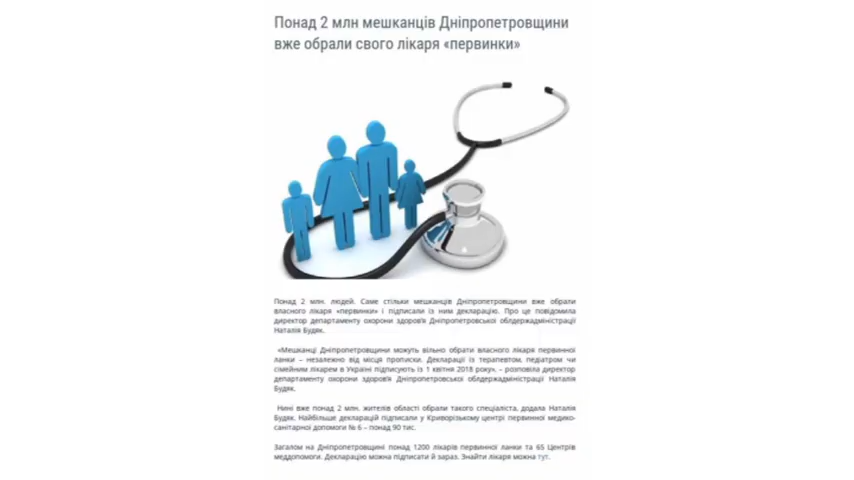 Понад 2 млн мешканців Дніпропетровщини
вже обрали свого лікаря «первинки»
Понад 2 млн. людей. Саме стільки мешканців Дніпропетровщини вже обрали
власного лікаря «первинки» і підписали із ним декларацію. Про це повідомила
директор департаменту охорони здоров'я Дніпропетровської облдержадміністрації
Наталія Будяк.
«Мешканці Дніпропетровщини можуть вільно обрати власного лікаря первинної
ланки – незалежно від місця прописки. Декларації із терапевтом, педіатром чи
сімейним лікарем в Україні підписують із 1 квітня 2018 року», – розповіла директор
департаменту охорони здоров'я Дніпропетровської облдержадміністрації Наталія
Будяк.
Нині вже понад 2 млн. жителів області обрали такого спеціаліста, додала Наталія
Будяк. Найбільше декларацій підписали у Криворізькому центрі первинної медико-
санітарної допомоги № 6 – понад 90 тис.
Загалом на Дніпропетровщині понад 1200 лікарів первинної ланки та 65 Центрів
меддопомоги. Декларацію можна підписати й зараз. Знайти лікаря можна тут.